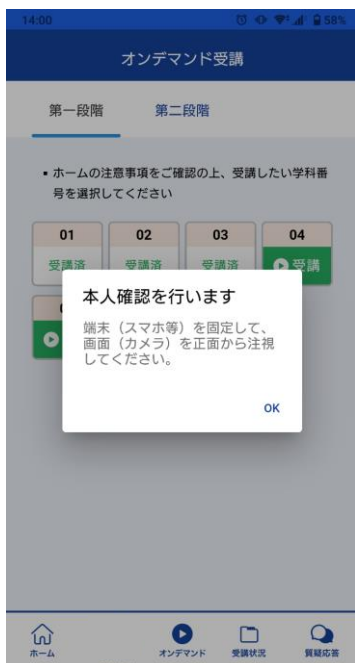 14:00
58%
オンデマンド受講
第一段階 第二段階
▪ ホームの注意事項をご確認の上、受講したい学科番
号を選択してください
01 02 03 04
受講済 受講済 受講済 受講
本人確認を行います
端末（スマホ等）を固定して、
画面（カメラ）を正面から注視
してください。
OK
ホーム オンデマンド 受講状況 質疑応答